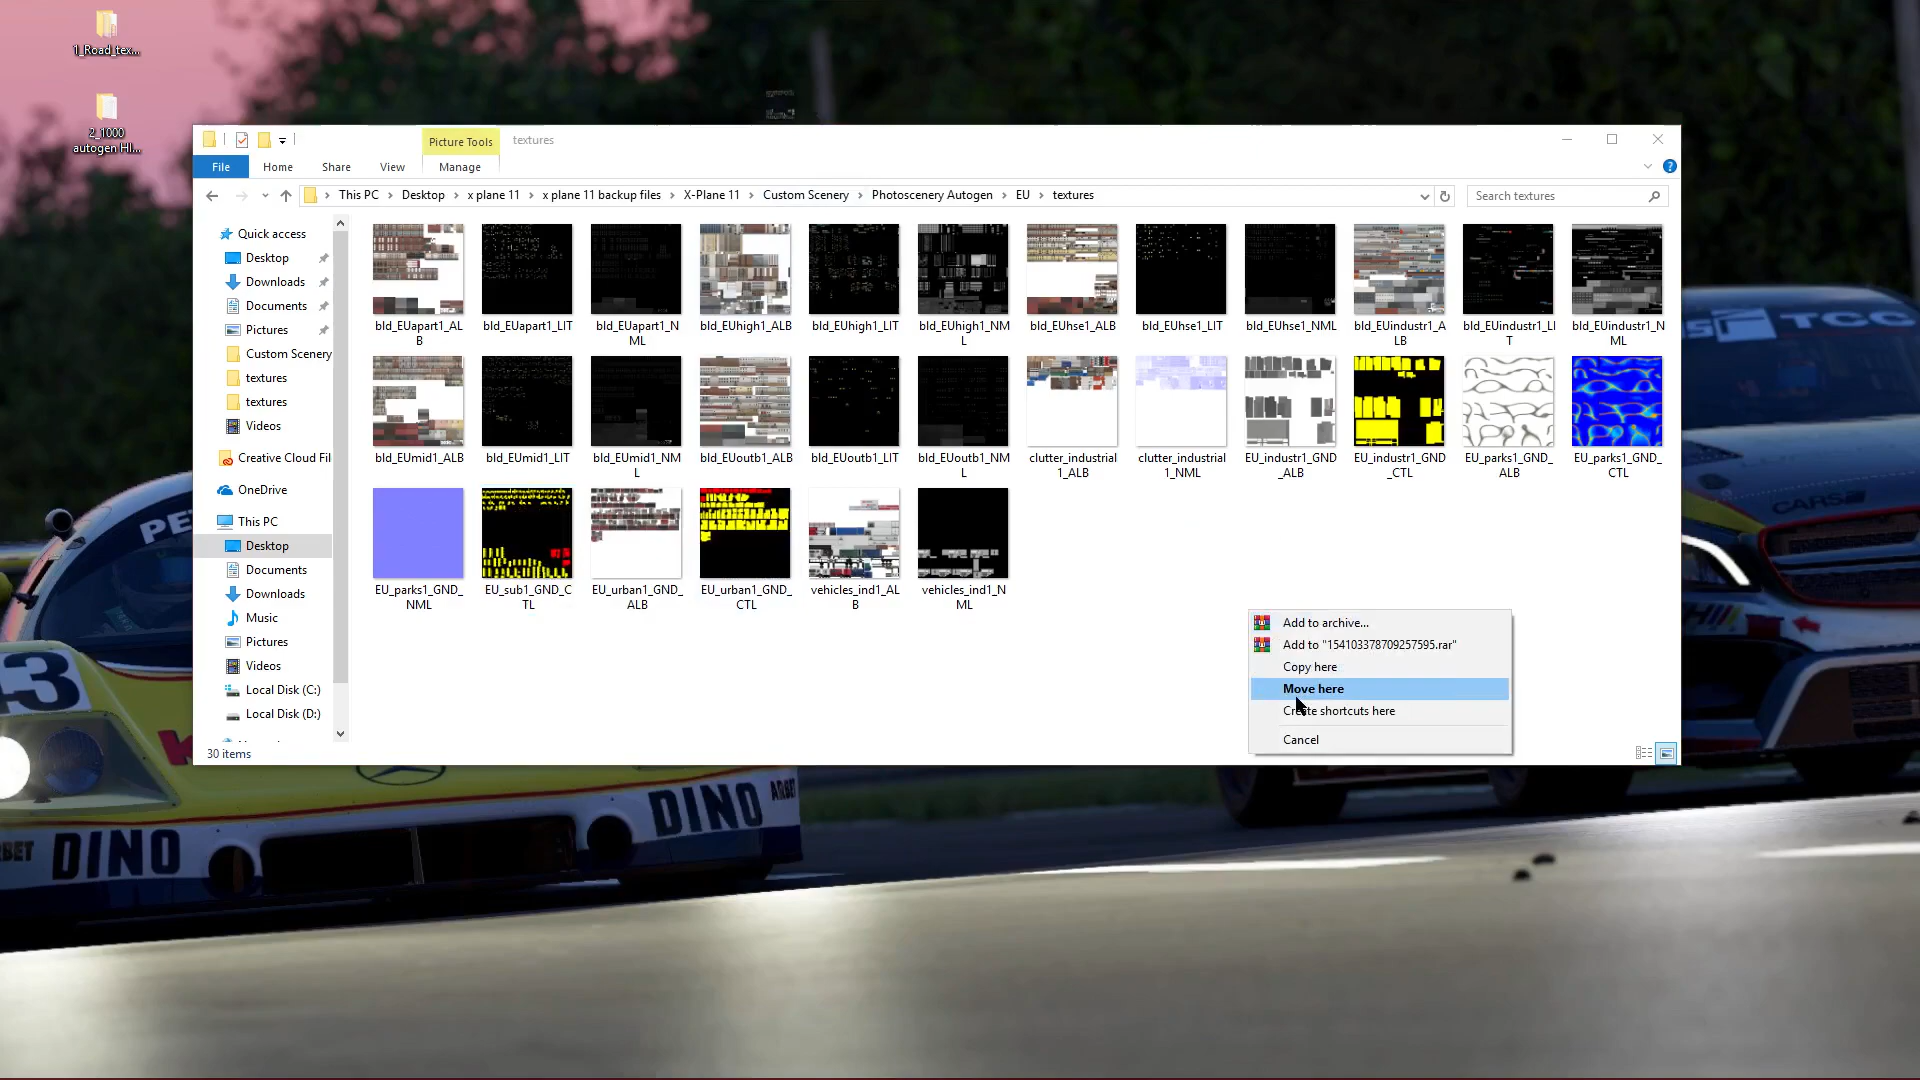 1_Road_tex...
2_1000
autogen HI...
Picture Tools
textures
File
Home
Share
View
Manage
This PC > Desktop > x plane 11 > x plane 11 backup files > X-Plane 11 > Custom Scenery > Photoscenery Autogen > EU > textures
Search textures
Quick access
Desktop
Downloads
Documents
Pictures
Custom Scenery
textures
textures
Videos
Creative Cloud Fil
OneDrive
This PC
Desktop
Documents
Downloads
Music
Pictures
Videos
Local Disk (C:)
Local Disk (D:)
bld_EUapart1_AL
B
bld_EUapart1_LIT
bld_EUapart1_N
ML
bld_EUhigh1_ALB
bld_EUhigh1_LIT
bld_EUhigh1_NM
L
bld_EUhse1_ALB
bld_EUhse1_LIT
bld_EUhse1_NML
bld_EUindustr1_A
LB
bld_EUindustr1_LI
T
bld_EUindustr1_N
ML
bld_EUmid1_ALB
bld_EUmid1_LIT
bld_EUmid1_NM
L
bld_EUoutb1_ALB
bld_EUoutb1_LIT
bld_EUoutb1_NM
L
clutter_industrial
1_ALB
clutter_industrial
1_NML
EU_industr1_GND
_ALB
EU_industr1_GND
_CTL
EU_parks1_GND_
ALB
EU_parks1_GND_
CTL
EU_parks1_GND_
NML
EU_sub1_GND_C
TL
EU_urban1_GND_
ALB
EU_urban1_GND_
CTL
vehicles_ind1_AL
B
vehicles_ind1_N
ML
Add to archive...
Add to "154103378709257595.rar"
Copy here
Move here
Create shortcuts here
Cancel
30 items
TCC
CARS
DINO
DINO
ARBET